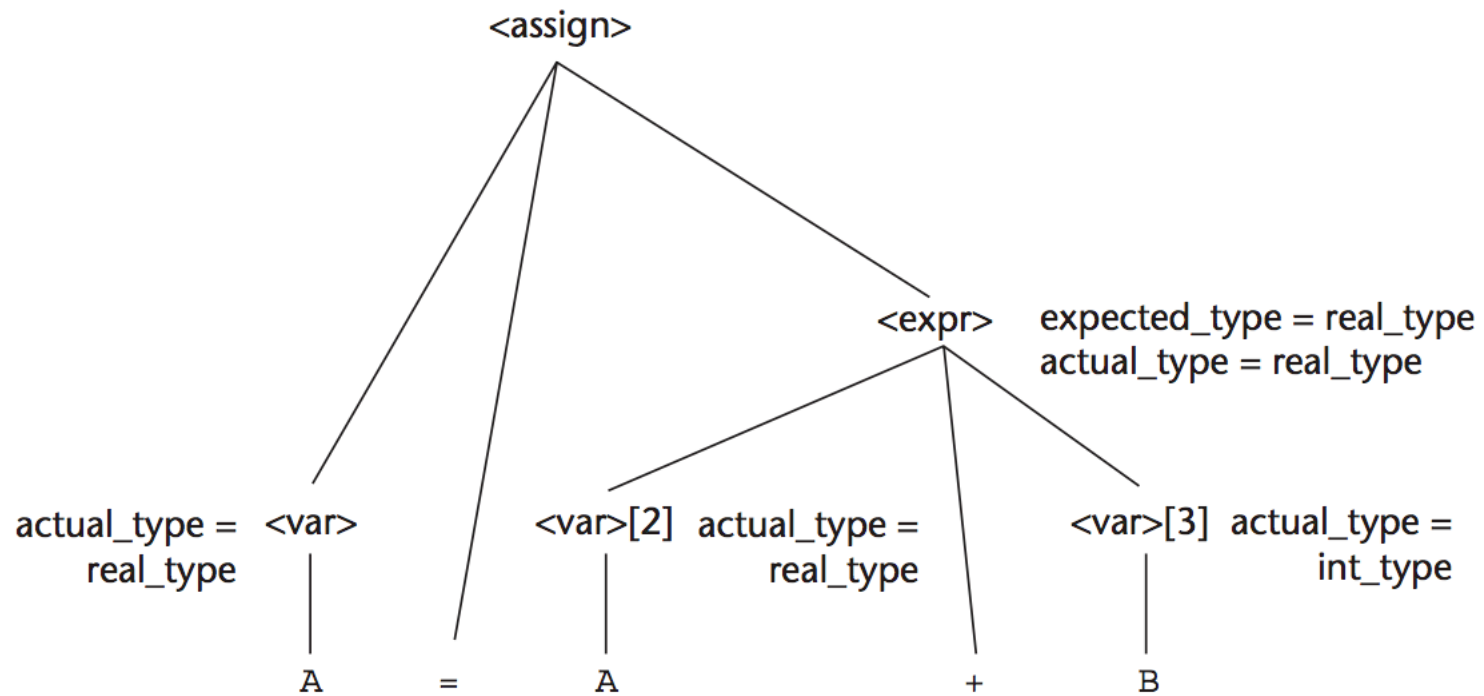 <assign>
<expr> expected_type = real_type
actual_type = real_type
actual_type = <var> <var>[2] actual_type = <var>[3] actual_type =
real_type real_type int_type
A = A + B